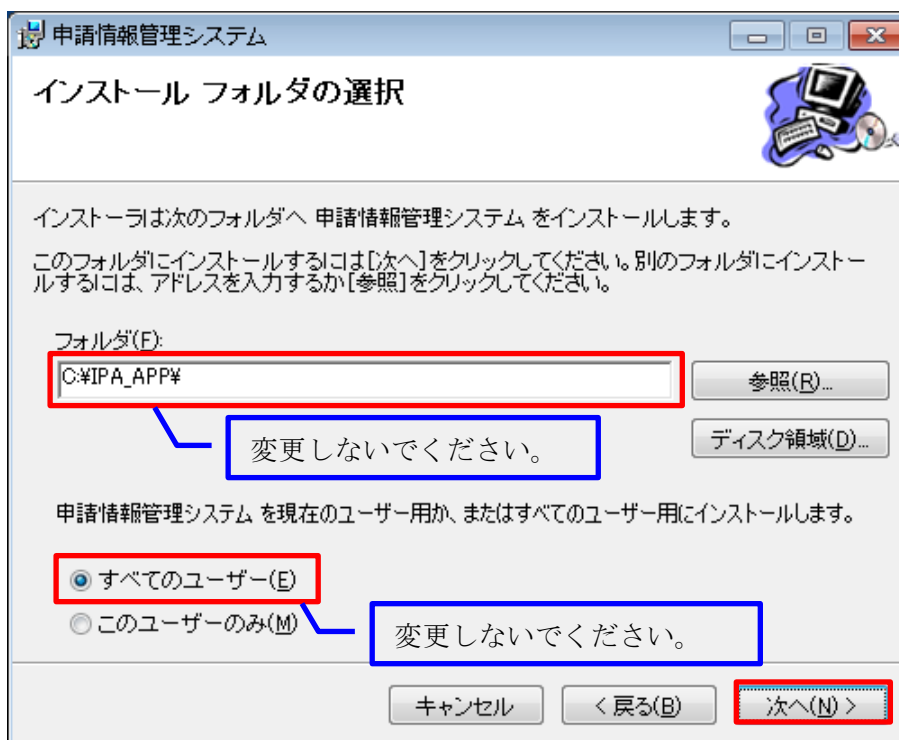 申請情報管理システム
インストール フォルダの選択
インストーラは次のフォルダへ 申請情報管理システム をインストールします。
このフォルダにインストールするには[次へ]をクリックしてください。別のフォルダにインストー
ルするには、アドレスを入力するか[参照]をクリックしてください。
フォルダ(F):
C:¥IPA_APP¥
参照(R)...
変更しないでください。
ディスク領域(D)...
申請情報管理システム を現在のユーザー用か、またはすべてのユーザー用にインストールします。
すべてのユーザー(E)
このユーザーのみ(M)
変更しないでください。
キャンセル
< 戻る(B)
次へ(N) >